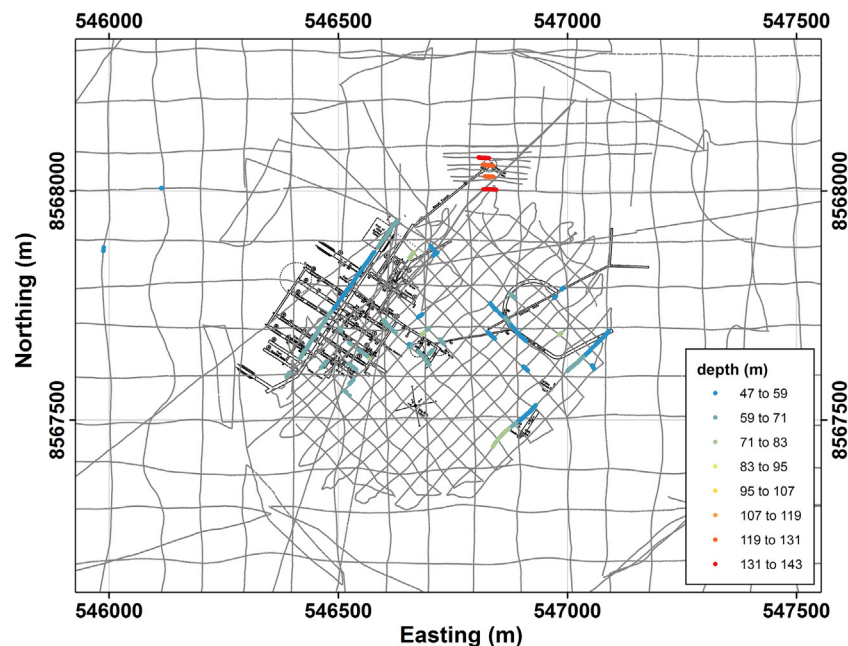 546000 546500 547000 547500
8568000 8568000
8567500 8567500
Northing (m)
depth (m)
47 to 59
59 to 71
71 to 83
83 to 95
95 to 107
107 to 119
119 to 131
131 to 143
546000 546500 547000 547500
Easting (m)